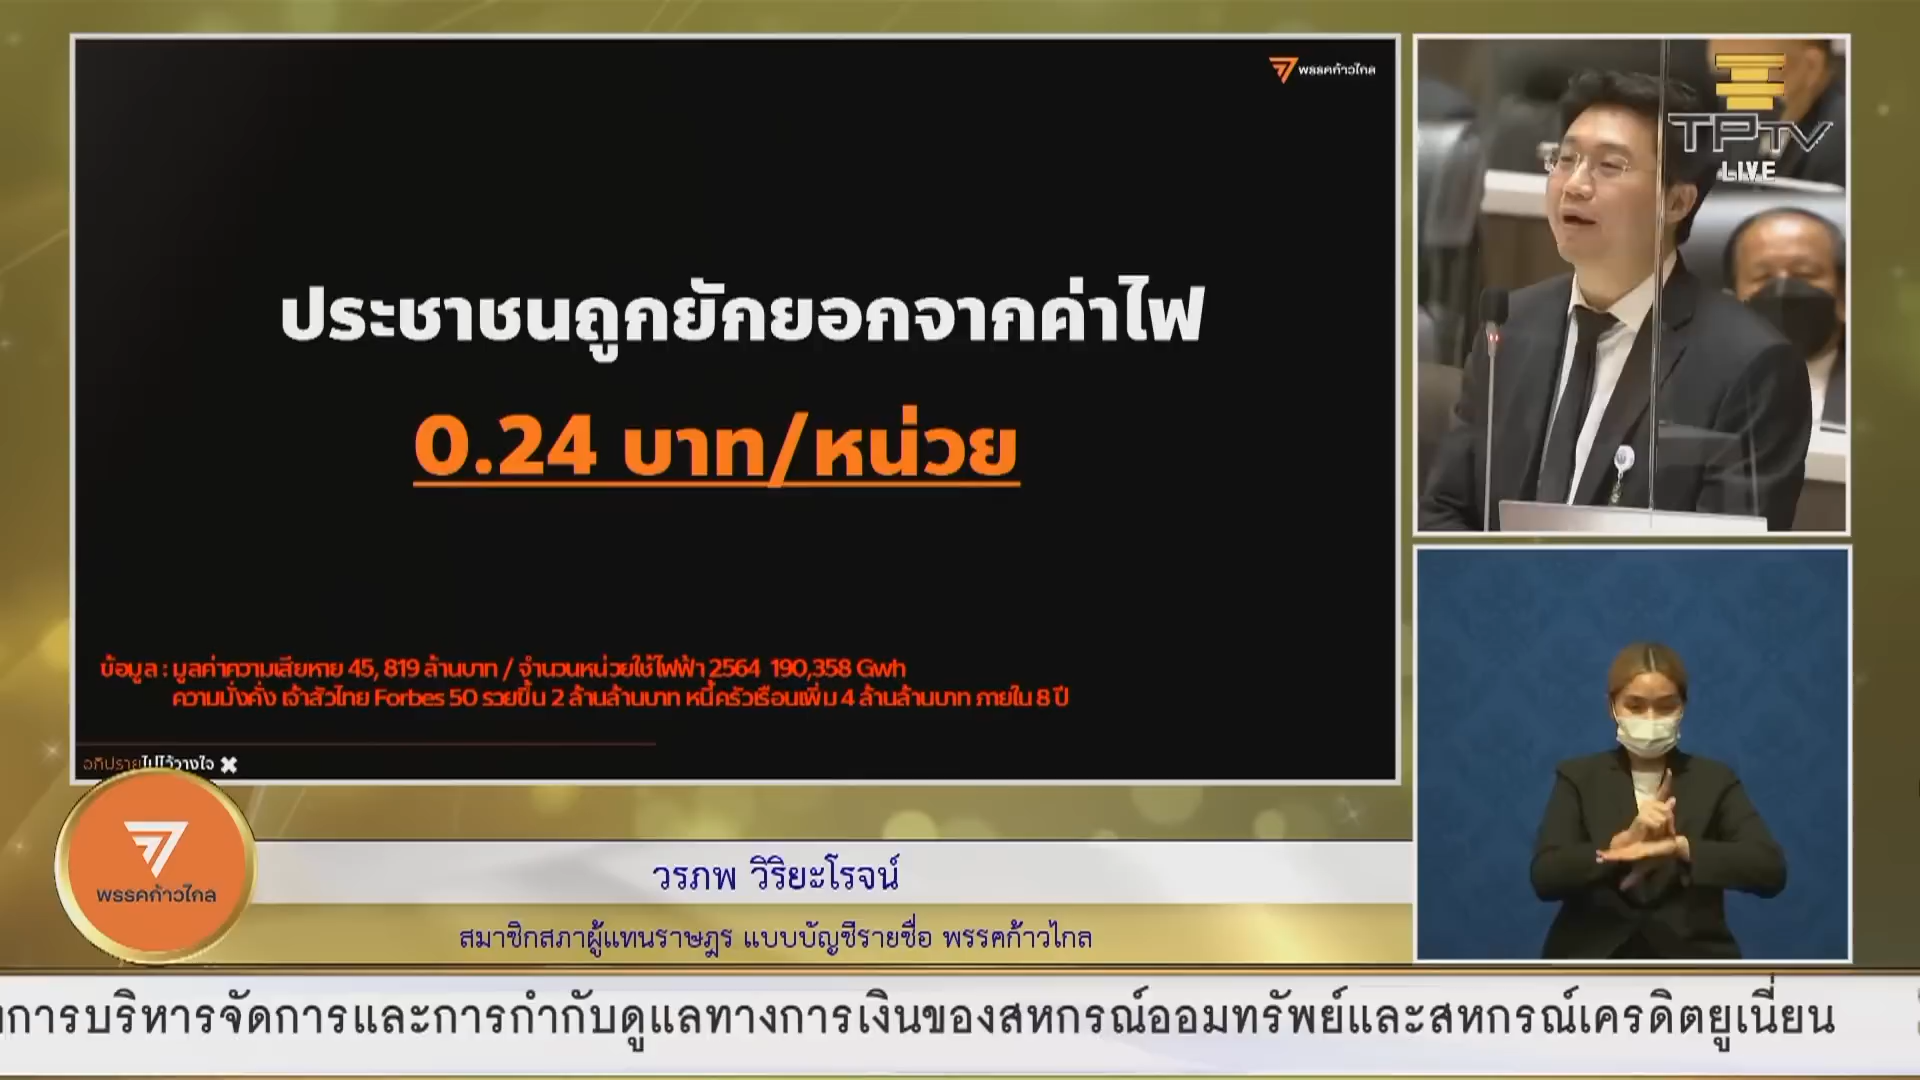 พรรคก้าวไกล
ประชาชนถูกยักยอกจากค่าไฟ
0.24 บาท/หน่วย
ข้อมูล : มูลค่าความเสียหาย 45, 819 ล้านบาท / จำนวนหน่วยใช้ไฟฟ้า 2564 190,358 Gwh
ความมั่งคั่ง เจ้าสัวไทย Forbes 50 รวยขึ้น 2 ล้านล้านบาท หนี้ครัวเรือนเพิ่ม 4 ล้านล้านบาท ภายใน 8 ปี
อภิปรายไม่ไว้วางใจ
TPTV
LIVE
พรรคก้าวไกล
วรภพ วิริยะโรจน์
สมาชิกสภาผู้แทนราษฎร แบบบัญชีรายชื่อ พรรคก้าวไกล
การบริหารจัดการและการกำกับดูแลทางการเงินของสหกรณ์ออมทรัพย์และสหกรณ์เครดิตยูเนี่ยน